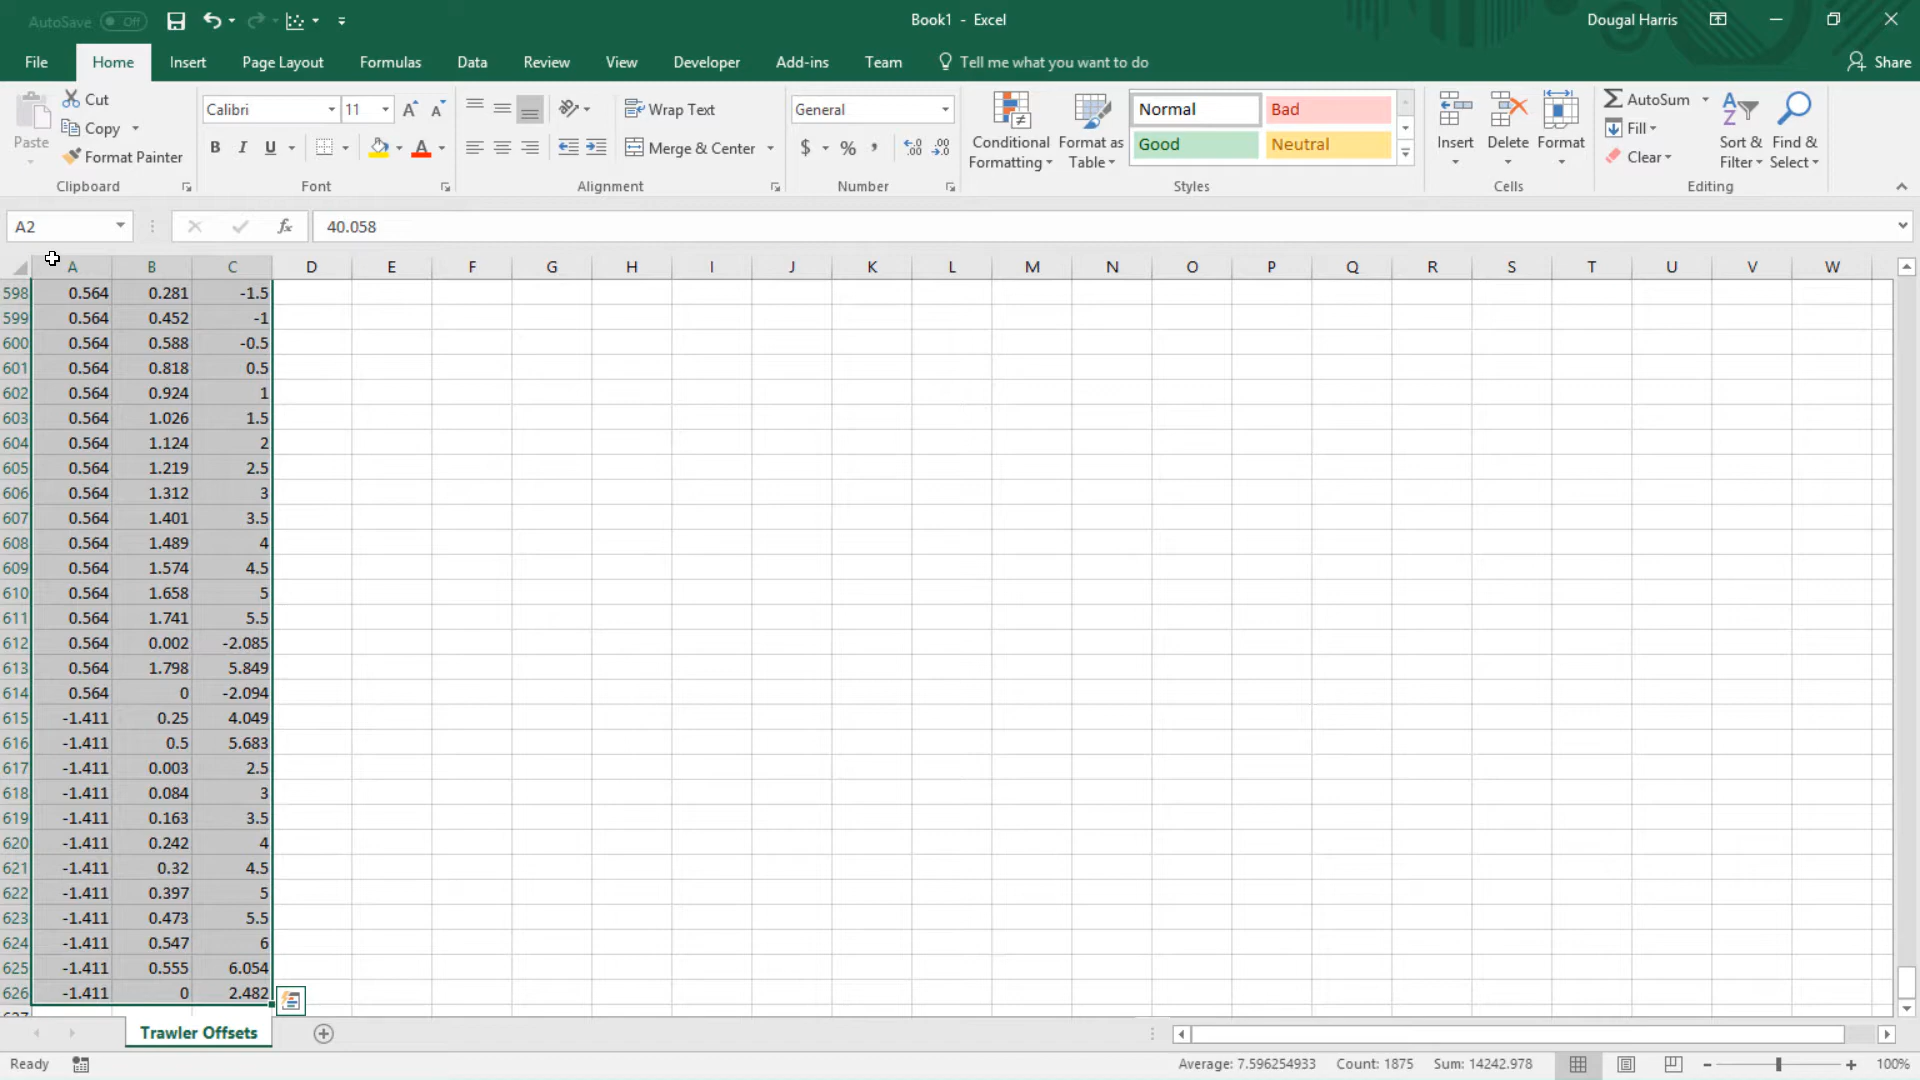 AutoSave Off Book1 - Excel Dougal Harris
File Home Insert Page Layout Formulas Data Review View Developer Add-ins Team Tell me what you want to do Share
Paste Cut Copy Format Painter Clipboard
Calibri 11 B I U A A A Font
Wrap Text Merge & Center Alignment
General $ % , .00 .0 Number
Conditional Formatting Format as Table Normal Bad Good Neutral Styles
Insert Delete Format Cells
AutoSum Fill Clear Sort & Filter Find & Select Editing
A2 fx 40.058
A B C D E F G H I J K L M N O P Q R S T U V W
598 0.564 0.281 -1.5
599 0.564 0.452 -1
600 0.564 0.588 -0.5
601 0.564 0.818 0.5
602 0.564 0.924 1
603 0.564 1.026 1.5
604 0.564 1.124 2
605 0.564 1.219 2.5
606 0.564 1.312 3
607 0.564 1.401 3.5
608 0.564 1.489 4
609 0.564 1.574 4.5
610 0.564 1.658 5
611 0.564 1.741 5.5
612 0.564 0.002 -2.085
613 0.564 1.798 5.849
614 0.564 0 -2.094
615 -1.411 0.25 4.049
616 -1.411 0.5 5.683
617 -1.411 0.003 2.5
618 -1.411 0.084 3
619 -1.411 0.163 3.5
620 -1.411 0.242 4
621 -1.411 0.32 4.5
622 -1.411 0.397 5
623 -1.411 0.473 5.5
624 -1.411 0.547 6
625 -1.411 0.555 6.054
626 -1.411 0 2.482
Trawler Offsets
Ready Average: 7.596254933 Count: 1875 Sum: 14242.978 100%